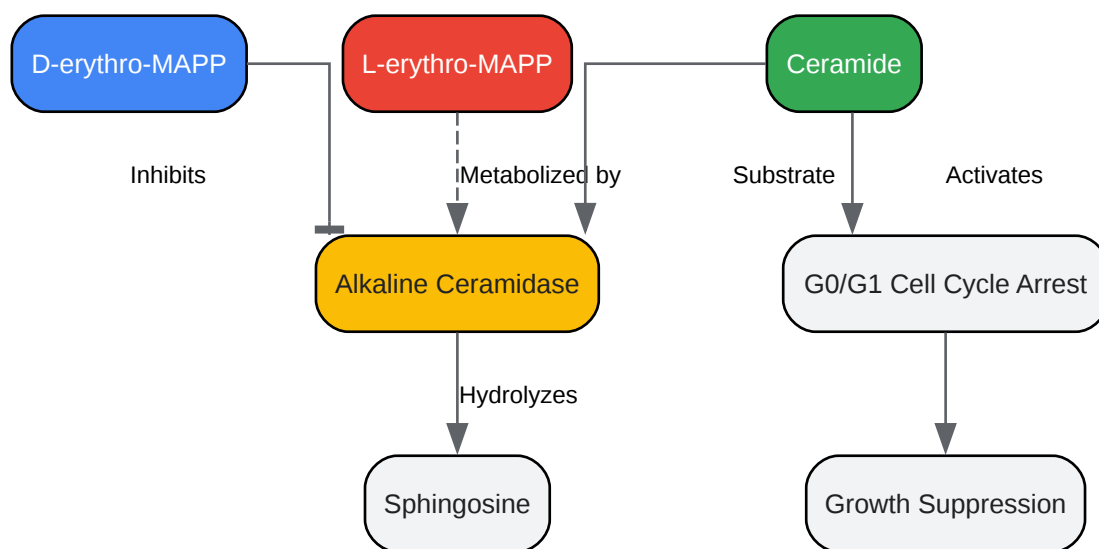 D-erythro-MAPP
L-erythro-MAPP
Ceramide
Inhibits
Metabolized by
Substrate
Activates
Alkaline Ceramidase
G0/G1 Cell Cycle Arrest
Hydrolyzes
Sphingosine
Growth Suppression